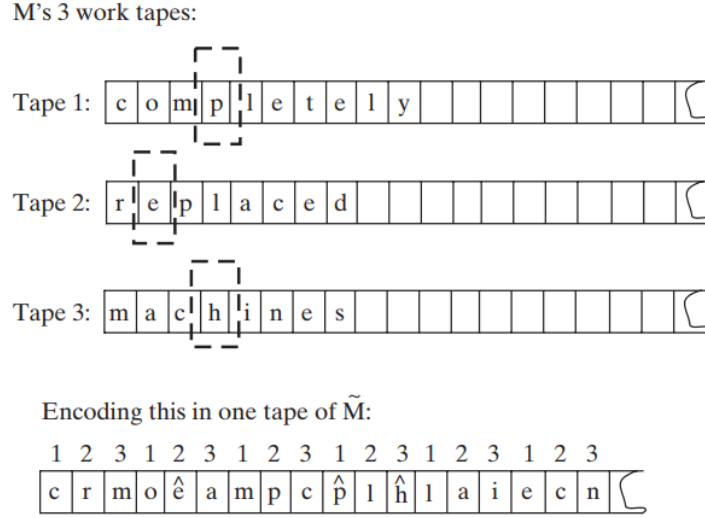 M's 3 work tapes:
Tape 1: c o m p l e t e l y
Tape 2: r e p l a c e d
Tape 3: m a c h i n e s
Encoding this in one tape of M̃:
1 2 3 1 2 3 1 2 3 1 2 3 1 2 3 1 2 3
c r m o ê a m p c p̂ l ĥ l a i e c n